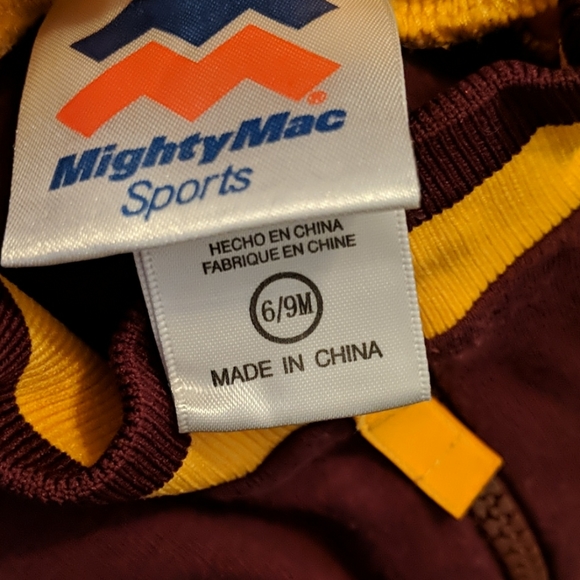 ®
MightyMac
Sports
HECHO EN CHINA
FABRIQUE EN CHINE
6/9M
MADE IN CHINA